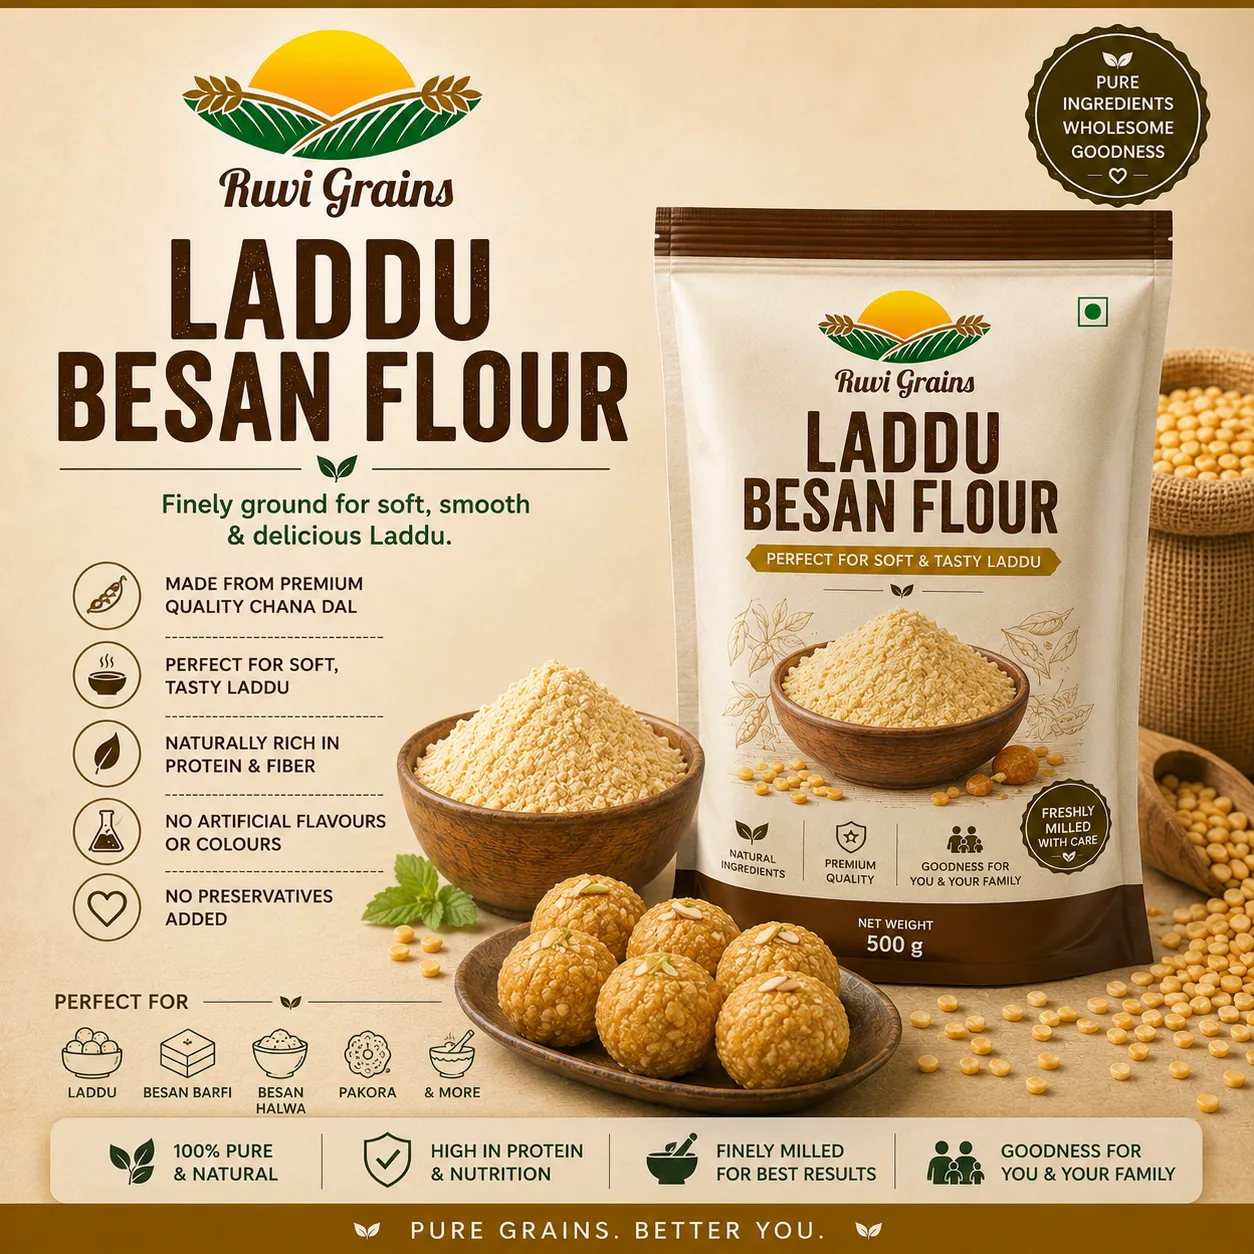 Ruvi Grains
LADDU
BESAN FLOUR
Finely ground for soft, smooth
& delicious Laddu.
MADE FROM PREMIUM
QUALITY CHANA DAL
PERFECT FOR SOFT,
TASTY LADDU
NATURALLY RICH IN
PROTEIN & FIBER
NO ARTIFICIAL FLAVOURS
OR COLOURS
NO PRESERVATIVES
ADDED
PERFECT FOR
LADDU
BESAN BARFI
BESAN
HALWA
PAKORA
& MORE
PURE
INGREDIENTS
WHOLESOME
GOODNESS
Ruvi Grains
LADDU
BESAN FLOUR
PERFECT FOR SOFT & TASTY LADDU
NATURAL
INGREDIENTS
PREMIUM
QUALITY
GOODNESS FOR
YOU & YOUR FAMILY
FRESHLY
MILLED
WITH CARE
NET WEIGHT
500 g
100% PURE
& NATURAL
HIGH IN PROTEIN
& NUTRITION
FINELY MILLED
FOR BEST RESULTS
GOODNESS FOR
YOU & YOUR FAMILY
PURE GRAINS. BETTER YOU.